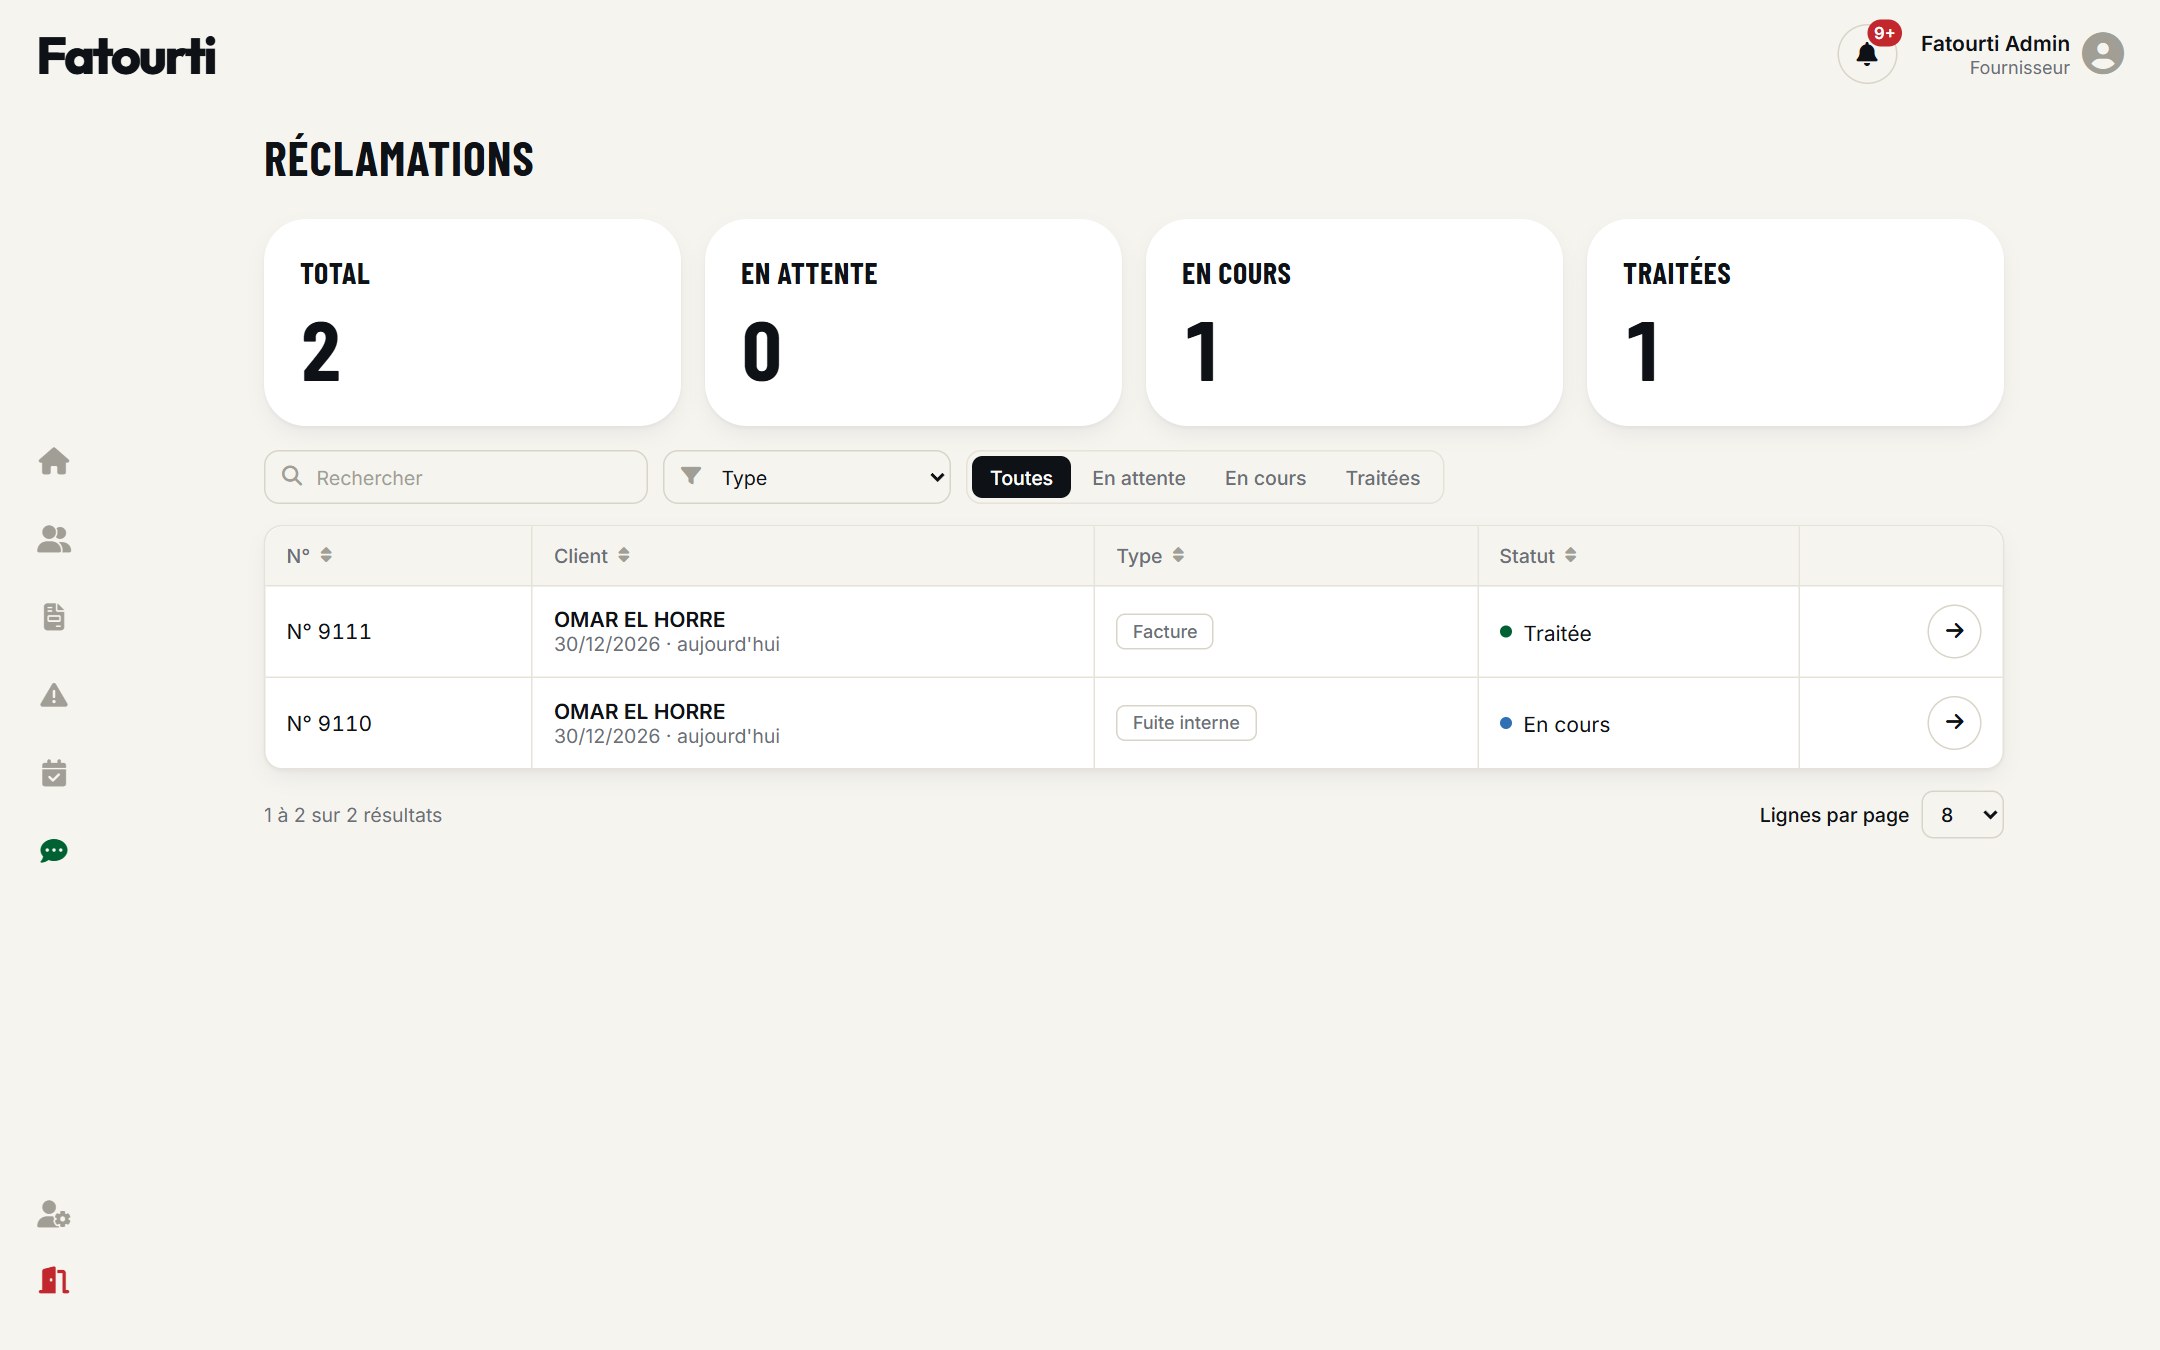 Fatourti
9+
Fatourti Admin
Fournisseur
RÉCLAMATIONS
TOTAL
2
EN ATTENTE
0
EN COURS
1
TRAITÉES
1
Rechercher
Type
Toutes
En attente
En cours
Traitées
N° Client Type Statut
N° 9111
OMAR EL HORRE
30/12/2026 · aujourd'hui
Facture
Traitée
N° 9110
OMAR EL HORRE
30/12/2026 · aujourd'hui
Fuite interne
En cours
1 à 2 sur 2 résultats
Lignes par page 8